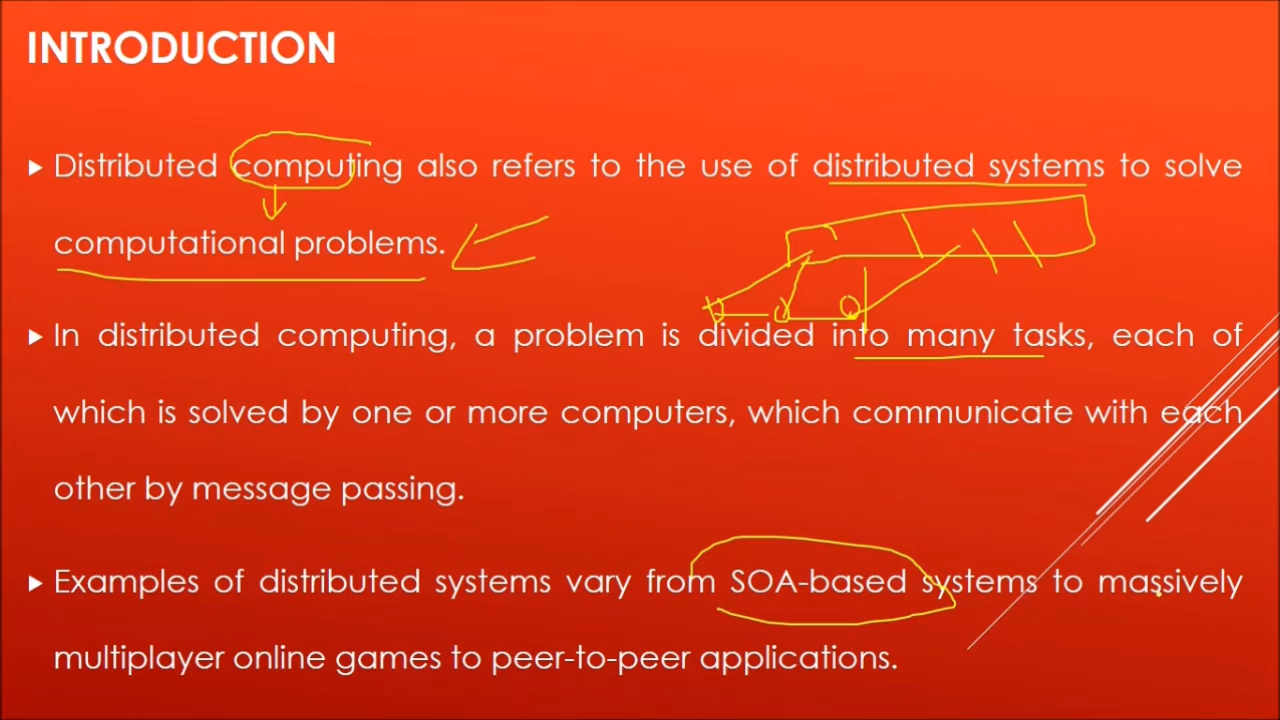 INTRODUCTION
Distributed computing also refers to the use of distributed systems to solve
computational problems.
In distributed computing, a problem is divided into many tasks, each of
which is solved by one or more computers, which communicate with each
other by message passing.
Examples of distributed systems vary from SOA-based systems to massively
multiplayer online games to peer-to-peer applications.